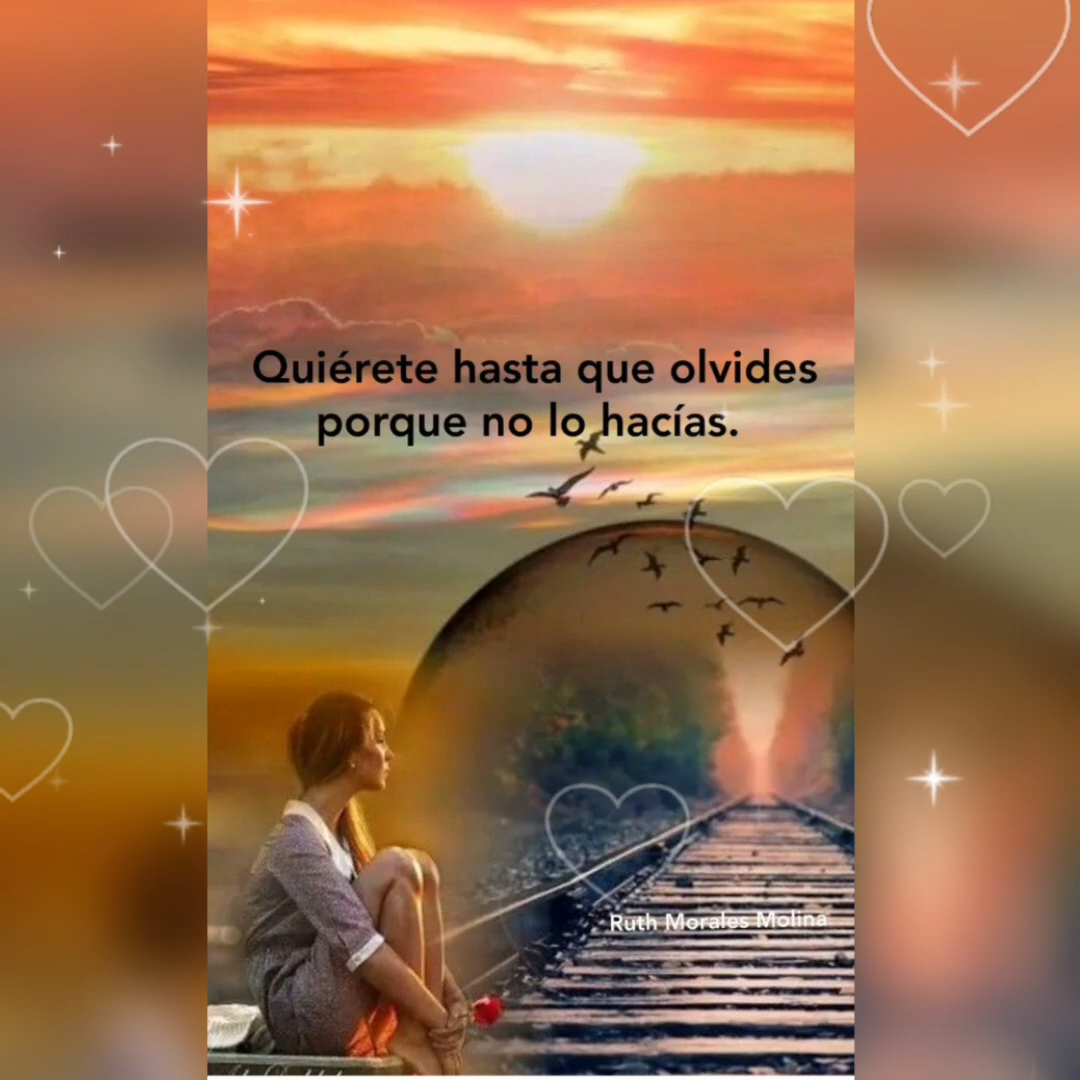 Quiérete hasta que olvides
porque no lo hacías.
Ruth Morales Molina